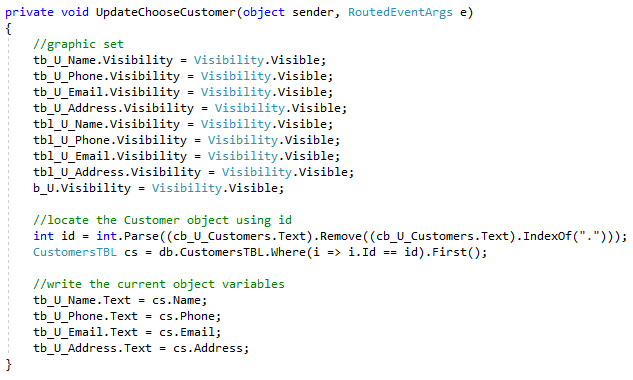 private void UpdateChooseCustomer(object sender, RoutedEventArgs e)
{
    //graphic set
    tb_U_Name.Visibility = Visibility.Visible;
    tb_U_Phone.Visibility = Visibility.Visible;
    tb_U_Email.Visibility = Visibility.Visible;
    tb_U_Address.Visibility = Visibility.Visible;
    tbl_U_Name.Visibility = Visibility.Visible;
    tbl_U_Phone.Visibility = Visibility.Visible;
    tbl_U_Email.Visibility = Visibility.Visible;
    tbl_U_Address.Visibility = Visibility.Visible;
    b_U.Visibility = Visibility.Visible;

    //locate the Customer object using id
    int id = int.Parse((cb_U_Customers.Text).Remove((cb_U_Customers.Text).IndexOf(".")));
    CustomersTBL cs = db.CustomersTBL.Where(i => i.Id == id).First();

    //write the current object variables
    tb_U_Name.Text = cs.Name;
    tb_U_Phone.Text = cs.Phone;
    tb_U_Email.Text = cs.Email;
    tb_U_Address.Text = cs.Address;
}